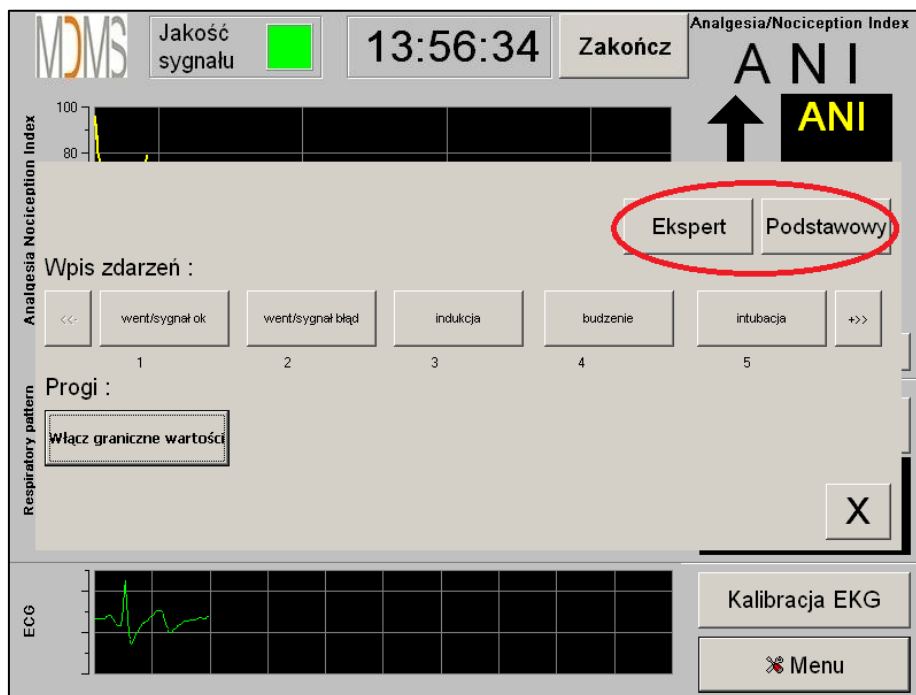 MDMS
Jakość
sygnału
13:56:34
Zakończ
Analgesia/Nociception Index
A N I
ANI
Analgesia Nociception Index
100
80
Ekspert
Podstawowy
Wpis zdarzeń :
<<-
went/sygnał ok
went/sygnał błąd
indukcja
budzenie
intubacja
+>>
1
2
3
4
5
Progi :
Włącz graniczne wartości
Respiratory pattern
X
ECG
Kalibracja EKG
Menu